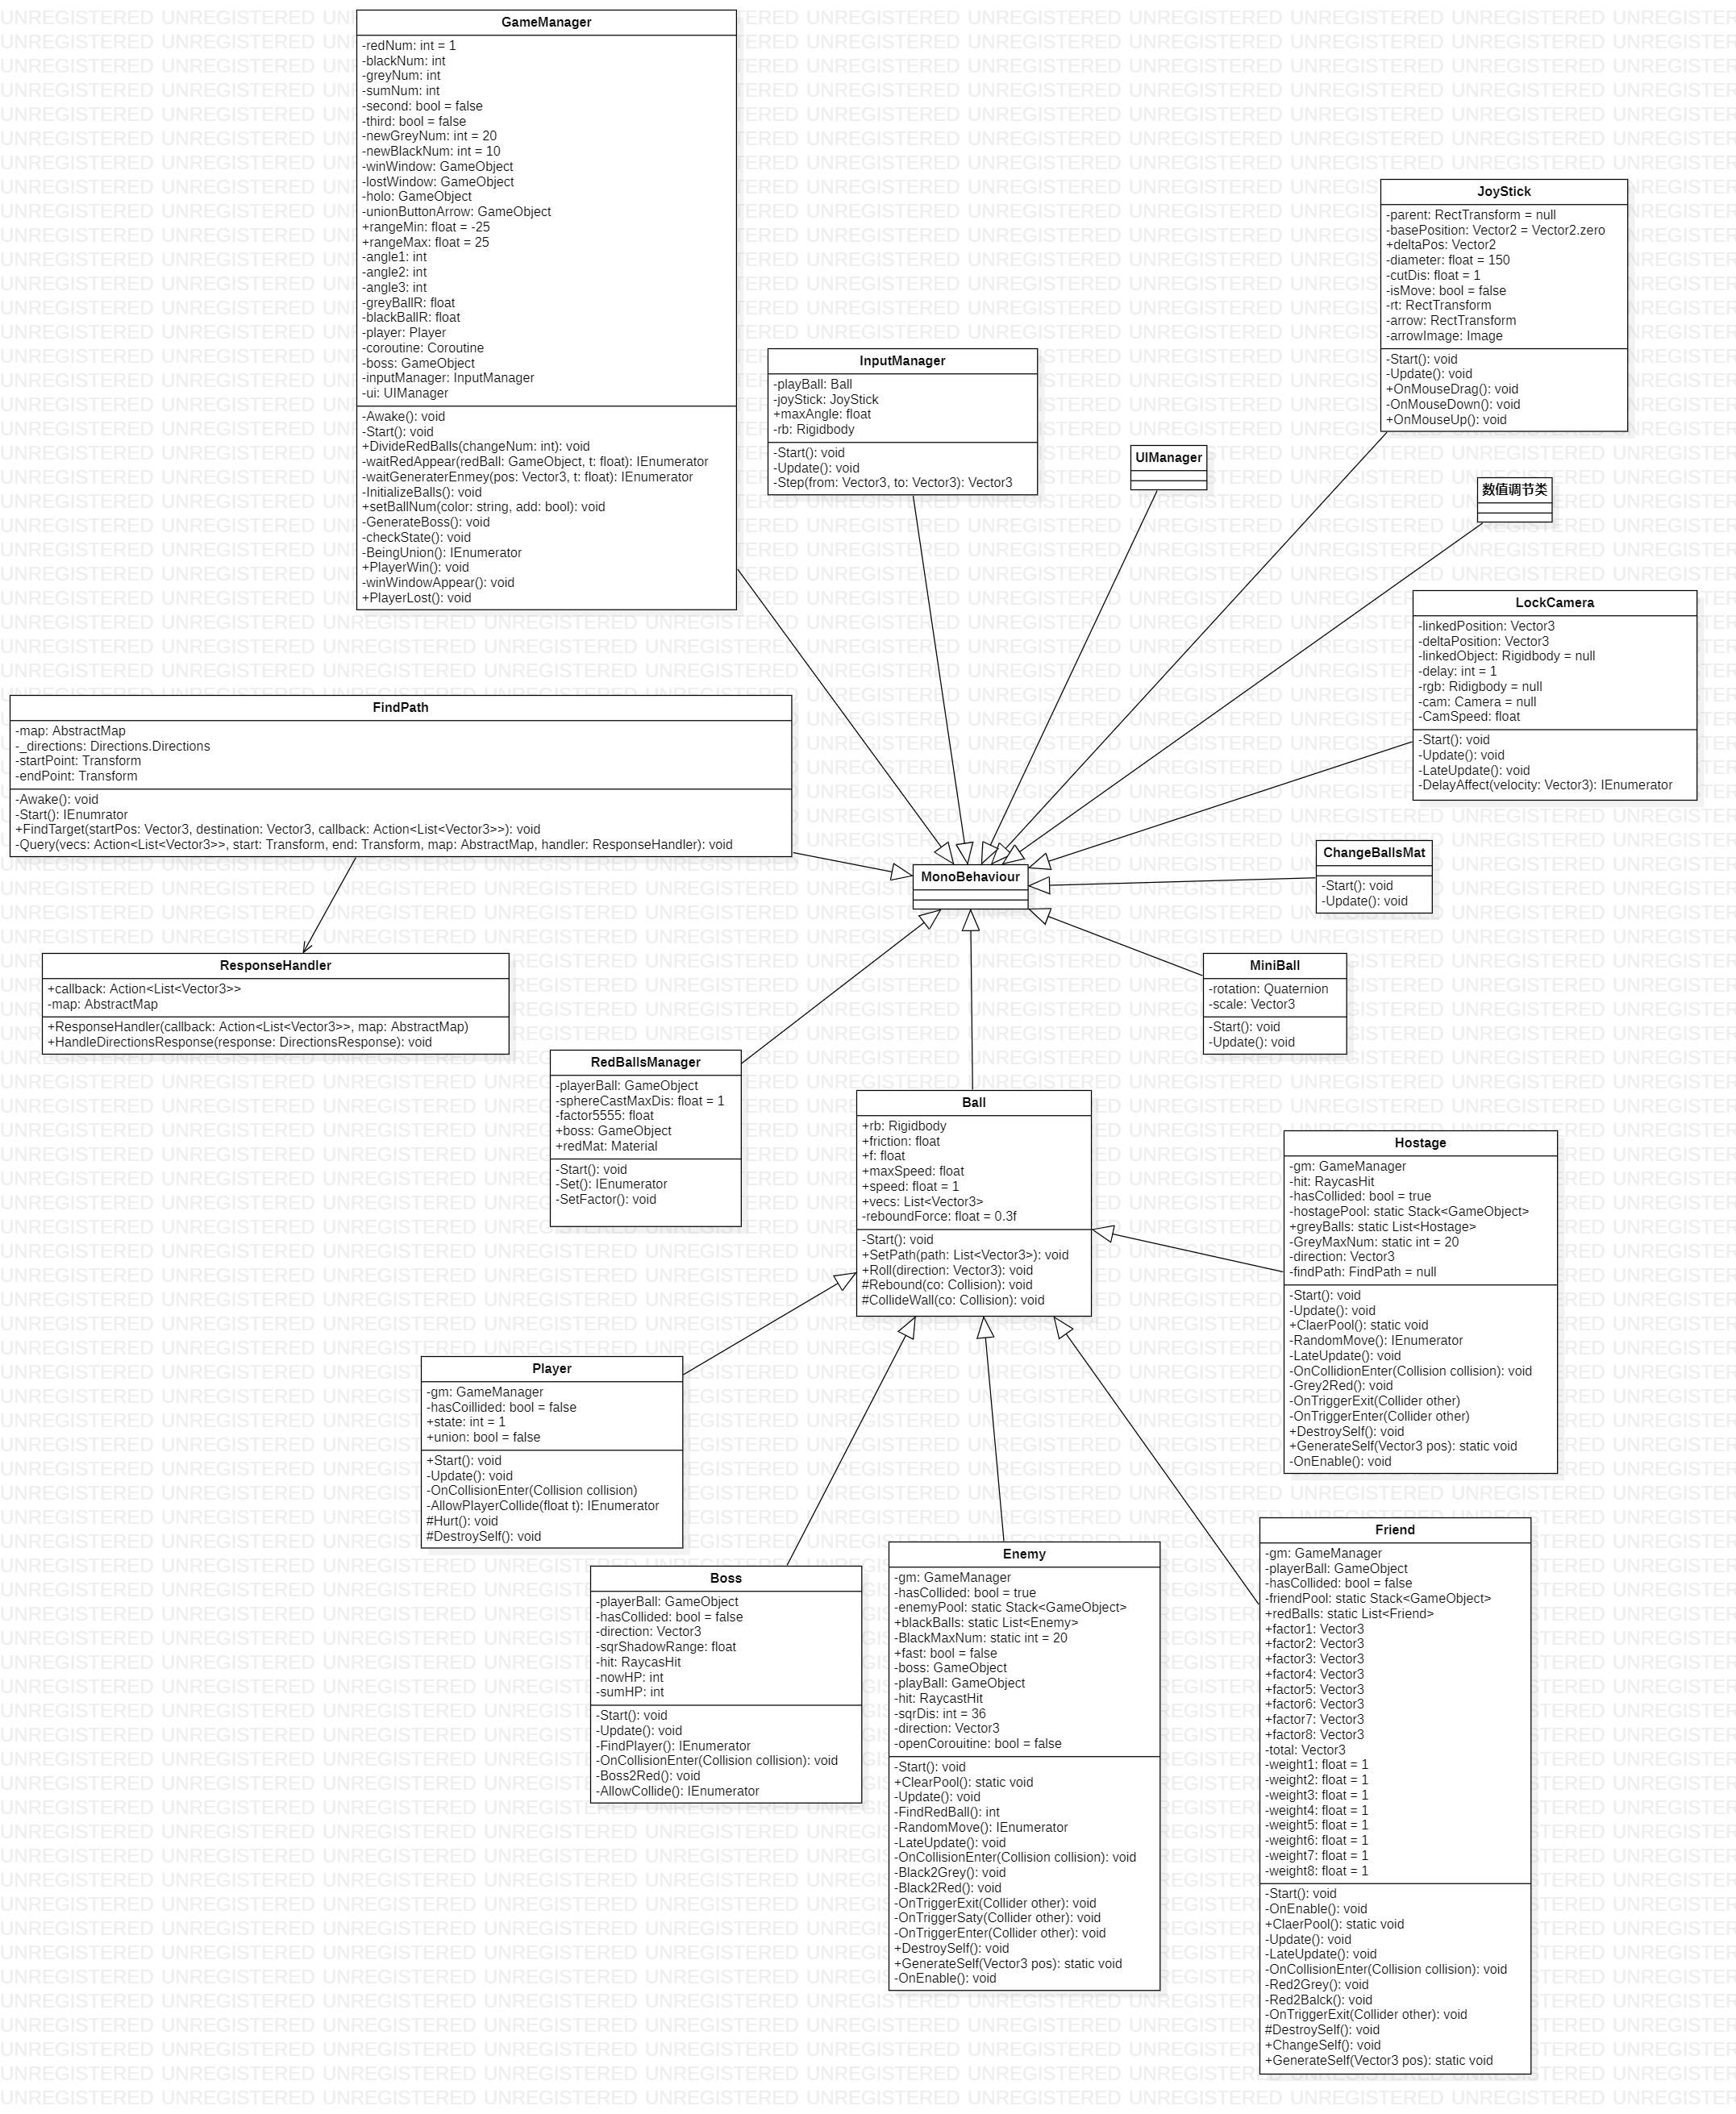 GameManager
-redNum: int = 1
-blackNum: int
-greyNum: int
-sumNum: int
-second: bool = false
-third: bool = false
-newGreyNum: int = 20
-newBlackNum: int = 10
-winWindow: GameObject
-lostWindow: GameObject
-holo: GameObject
-unionButtonArrow: GameObject
+rangeMin: float = -25
+rangeMax: float = 25
-angle1: int
-angle2: int
-angle3: int
-greyBallR: float
-blackBallR: float
-player: Player
-coroutine: Coroutine
-boss: GameObject
-inputManager: InputManager
-ui: UIManager
-Awake(): void
-Start(): void
+DivideRedBalls(changeNum: int): void
-waitRedAppear(redBall: GameObject, t: float): IEnumerator
-waitGeneraterEnmey(pos: Vector3, t: float): IEnumerator
-InitializeBalls(): void
+setBallNum(color: string, add: bool): void
-GenerateBoss(): void
-checkState(): void
-BeingUnion(): IEnumerator
+PlayerWin(): void
-winWindowAppear(): void
+PlayerLost(): void
JoyStick
-parent: RectTransform = null
-basePosition: Vector2 = Vector2.zero
+deltaPos: Vector2
-diameter: float = 150
-cutDis: float = 1
-isMove: bool = false
-rt: RectTransform
-arrow: RectTransform
-arrowImage: Image
-Start(): void
-Update(): void
+OnMouseDrag(): void
-OnMouseDown(): void
+OnMouseUp(): void
InputManager
-playBall: Ball
-joyStick: JoyStick
+maxAngle: float
-rb: Rigidbody
-Start(): void
-Update(): void
-Step(from: Vector3, to: Vector3): Vector3
UIManager
数值调节类
LockCamera
-linkedPosition: Vector3
-deltaPosition: Vector3
-linkedObject: Rigidbody = null
-delay: int = 1
-rgb: Ridigbody = null
-cam: Camera = null
-CamSpeed: float
-Start(): void
-Update(): void
-LateUpdate(): void
-DelayAffect(velocity: Vector3): IEnumerator
FindPath
-map: AbstractMap
-_directions: Directions.Directions
-startPoint: Transform
-endPoint: Transform
-Awake(): void
-Start(): IEnumrator
+FindTarget(startPos: Vector3, destination: Vector3, callback: Action<List<Vector3>>): void
-Query(vecs: Action<List<Vector3>>, start: Transform, end: Transform, map: AbstractMap, handler: ResponseHandler): void
MonoBehaviour
ChangeBallsMat
-Start(): void
-Update(): void
ResponseHandler
+callback: Action<List<Vector3>>
-map: AbstractMap
+ResponseHandler(callback: Action<List<Vector3>>, map: AbstractMap)
+HandleDirectionsResponse(response: DirectionsResponse): void
MiniBall
-rotation: Quaternion
-scale: Vector3
-Start(): void
-Update(): void
RedBallsManager
-playerBall: GameObject
-sphereCastMaxDis: float = 1
-factor5555: float
+boss: GameObject
+redMat: Material
-Start(): void
-Set(): IEnumerator
-SetFactor(): void
Ball
+rb: Rigidbody
+friction: float
+f: float
+maxSpeed: float
+speed: float = 1
+vecs: List<Vector3>
-reboundForce: float = 0.3f
-Start(): void
+SetPath(path: List<Vector3>): void
+Roll(direction: Vector3): void
#Rebound(co: Collision): void
#CollideWall(co: Collision): void
Hostage
-gm: GameManager
-hit: RaycasHit
-hasCollided: bool = true
-hostagePool: static Stack<GameObject>
+greyBalls: static List<Hostage>
-GreyMaxNum: static int = 20
-direction: Vector3
-findPath: FindPath = null
-Start(): void
-Update(): void
+ClaerPool(): static void
-RandomMove(): IEnumerator
-LateUpdate(): void
-OnCollidionEnter(Collision collision): void
-Grey2Red(): void
-OnTriggerExit(Collider other)
-OnTriggerEnter(Collider other)
+DestroySelf(): void
+GenerateSelf(Vector3 pos): static void
-OnEnable(): void
Player
-gm: GameManager
-hasCoillided: bool = false
+state: int = 1
+union: bool = false
+Start(): void
-Update(): void
-OnCollisionEnter(Collision collision)
-AllowPlayerCollide(float t): IEnumerator
#Hurt(): void
#DestroySelf(): void
Boss
-playerBall: GameObject
-hasCollided: bool = false
-direction: Vector3
-sqrShadowRange: float
-hit: RaycasHit
-nowHP: int
-sumHP: int
-Start(): void
-Update(): void
-FindPlayer(): IEnumerator
-OnCollisionEnter(Collision collision): void
-Boss2Red(): void
-AllowCollide(): IEnumerator
Enemy
-gm: GameManager
-hasCollided: bool = true
-enemyPool: static Stack<GameObject>
+blackBalls: static List<Enemy>
-BlackMaxNum: static int = 20
+fast: bool = false
-boss: GameObject
-playBall: GameObject
-hit: RaycastHit
-sqrDis: int = 36
-direction: Vector3
-openCorouitine: bool = false
-Start(): void
+ClearPool(): static void
-Update(): void
-FindRedBall(): int
-RandomMove(): IEnumerator
-LateUpdate(): void
-OnCollisionEnter(Collision collision): void
-Black2Grey(): void
-Black2Red(): void
-OnTriggerExit(Collider other): void
-OnTriggerSaty(Collider other): void
-OnTriggerEnter(Collider other): void
+DestroySelf(): void
+GenerateSelf(Vector3 pos): static void
-OnEnable(): void
Friend
-gm: GameManager
-playerBall: GameObject
-hasCollided: bool = false
-friendPool: static Stack<GameObject>
+redBalls: static List<Friend>
+factor1: Vector3
+factor2: Vector3
+factor3: Vector3
+factor4: Vector3
+factor5: Vector3
+factor6: Vector3
+factor7: Vector3
+factor8: Vector3
-total: Vector3
-weight1: float = 1
-weight2: float = 1
-weight3: float = 1
-weight4: float = 1
-weight5: float = 1
-weight6: float = 1
-weight7: float = 1
-weight8: float = 1
-Start(): void
-OnEnable(): void
+ClaerPool(): static void
-Update(): void
-LateUpdate(): void
-OnCollisionEnter(Collision collision): void
-Red2Grey(): void
-Red2Balck(): void
-OnTriggerExit(Collider other): void
#DestroySelf(): void
+ChangeSelf(): void
+GenerateSelf(Vector3 pos): static void